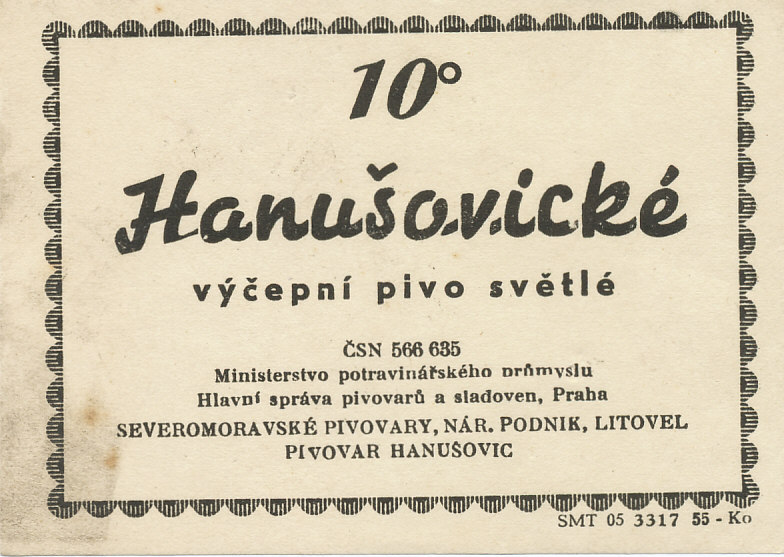 10°
Hanušovické
výčepní pivo světlé
ČSN 566 635
Ministerstvo potravinářského průmyslu
Hlavní správa pivovarů a sladoven, Praha
SEVEROMORAVSKÉ PIVOVARY, NÁR. PODNIK, LITOVEL
PIVOVAR HANUŠOVIC
SMT 05 3317 55 - Ko